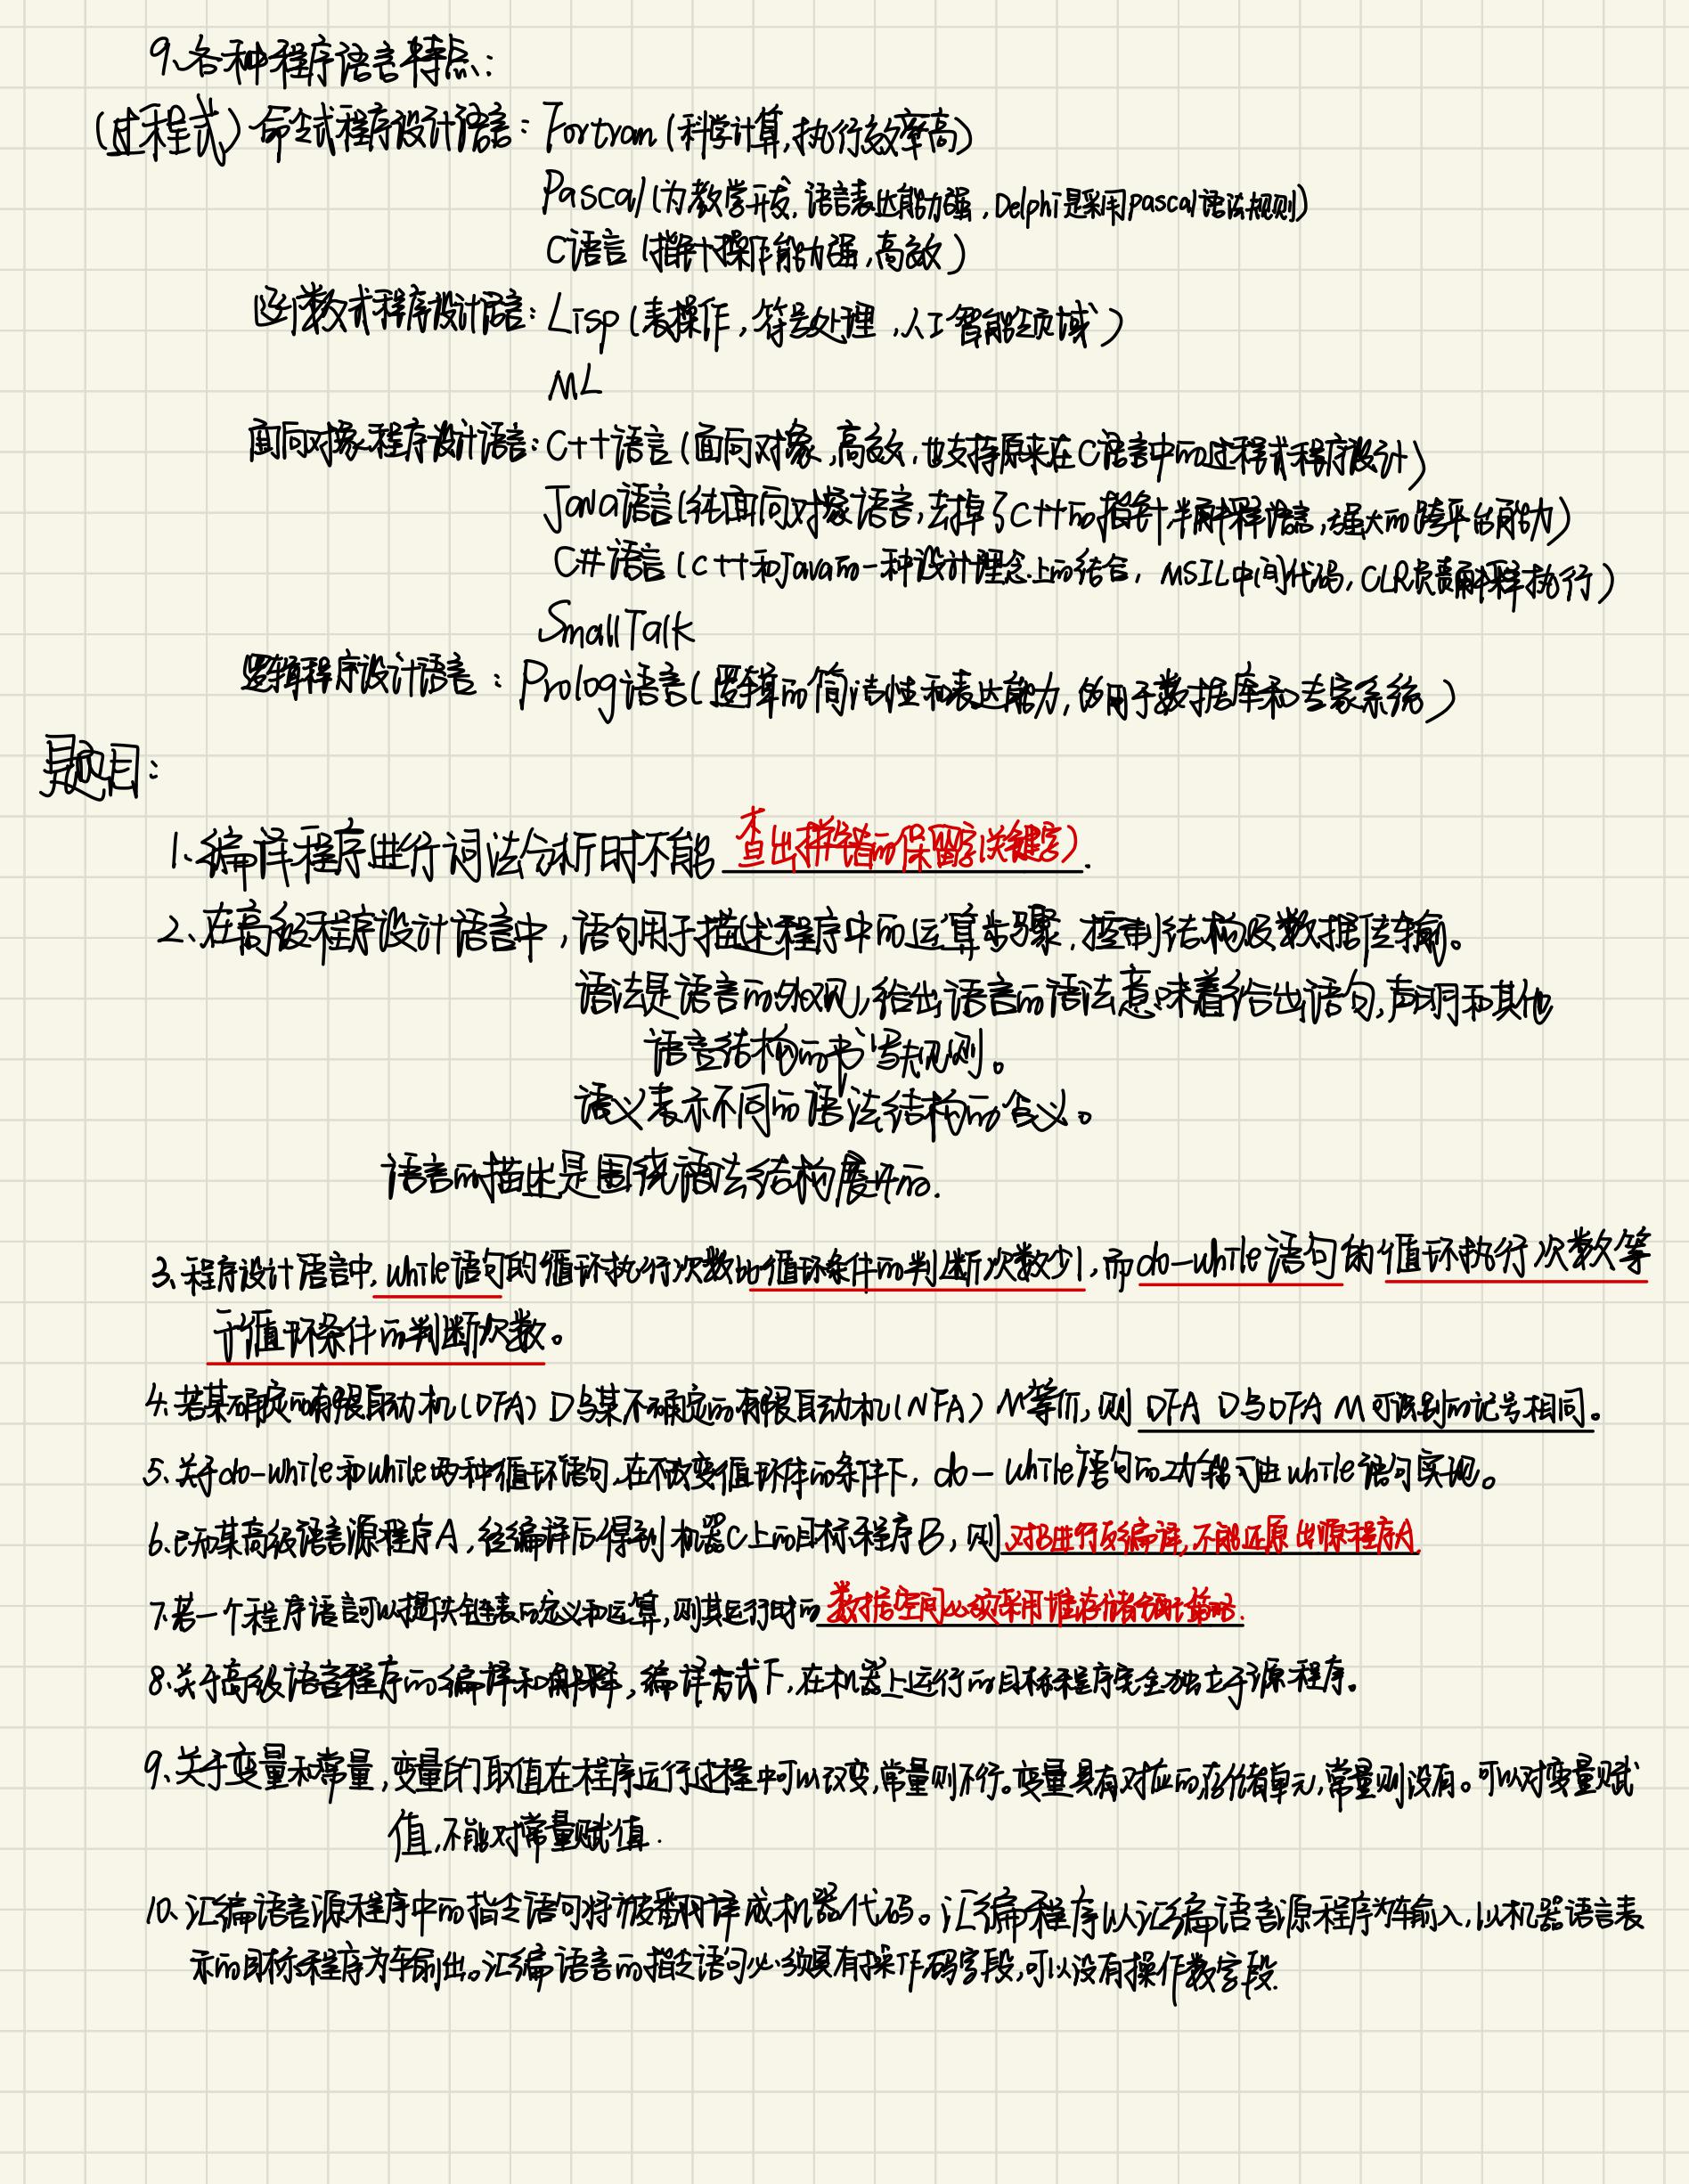 9、各种程序语言特点:
(过程式) 命令式程序设计语言: Fortran (科学计算,执行效率高)
Pascal (为教学开发,语言表达能力强,Delphi是采用pascal语法规则)
C语言 (指针操作能力强,高效)
函数式程序设计语言: Lisp (表操作,符号处理,人工智能领域)
ML
面向对象程序设计语言: C++语言 (面向对象,高效,也支持原来在C语言中的过程式程序设计)
Java语言 (纯面向对象语言,去掉了C++的指针,半解释语言,强大的跨平台能力)
C#语言 (C++和Java的一种设计理念上的结合, MSIL中间代码, CLR负责解释执行)
SmallTalk
逻辑程序设计语言: Prolog语言 (逻辑的简洁性和表达能力,的用于数据库和专家系统)
题目:
1、编译程序进行词法分析时不能 查出拼错的保留字(关键字).
2、在高级程序设计语言中,语句用于描述程序中的运算步骤,控制结构及数据传输。
语法是语言的外观,给出语言的语法意味着给出语句,声明和其他
语言结构的书写规则。
语义表示不同的语法结构的含义。
语言的描述是围绕语法结构展开的.
3、程序设计语言中,while语句的循环执行次数比循环条件的判断次数少,而do-while语句的循环执行次数等
于循环条件的判断次数。
4、若某确定的有限自动机(DFA) D与某不确定的有限自动机(NFA) M等价,则 DFA D与DFA M可识别的记号相同。
5、关于do-while和while两种循环语句,在不改变循环体的条件下, do-while语句的功能可由while语句实现。
6、已知某高级语言源程序A,经编译后得到机器C上的目标程序B,则对B进行反编译,不能还原出源程序A.
7、若一个程序语言可以提供链表的定义和运算,则其运行时的数据空间必须采用堆存储分配策略.
8、关于高级语言程序的编译和解释,编译方式下,在机器上运行的目标程序完全独立于源程序。
9、关于变量和常量,变量的取值在程序运行过程中可以改变,常量则不行。变量具有对应的存储单元,常量则没有。可以对变量赋
值,不能对常量赋值.
10、汇编语言源程序中的指令语句将被翻译成机器代码。汇编程序以汇编语言源程序为输入,以机器语言表
示的目标程序为输出。汇编语言的指令语句必须具有操作码字段,可以没有操作数字段.